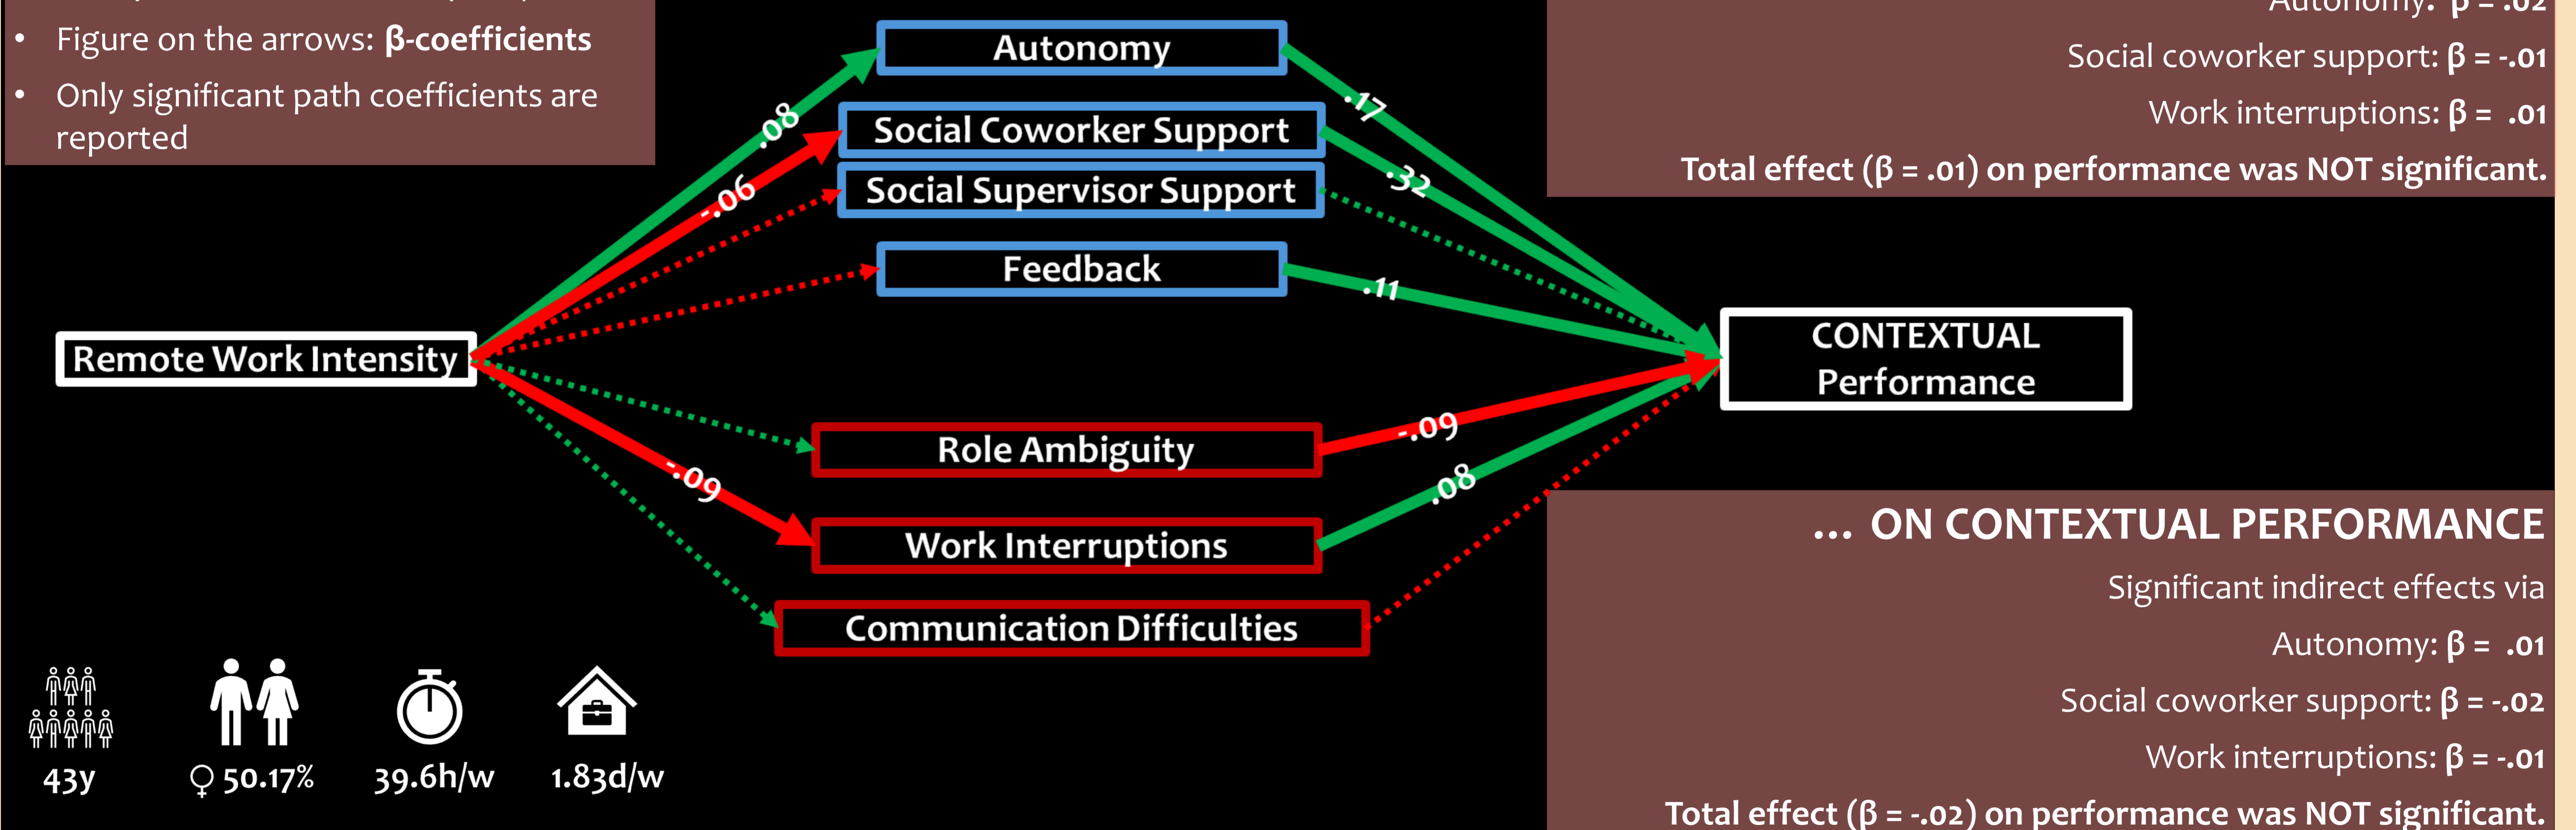 • Figure on the arrows: β-coefficients
• Only significant path coefficients are
reported
Autonomy: β = .02
Social coworker support: β = -.01
Work interruptions: β = .01
Total effect (β = .01) on performance was NOT significant.
Autonomy
Social Coworker Support
Social Supervisor Support
Feedback
.08
-.06
.17
.32
.11
Remote Work Intensity
CONTEXTUAL
Performance
Role Ambiguity
Work Interruptions
Communication Difficulties
-.09
-.09
.08
... ON CONTEXTUAL PERFORMANCE
Significant indirect effects via
Autonomy: β = .01
Social coworker support: β = -.02
Work interruptions: β = -.01
Total effect (β = -.02) on performance was NOT significant.
43y
♀ 50.17%
39.6h/w
1.83d/w